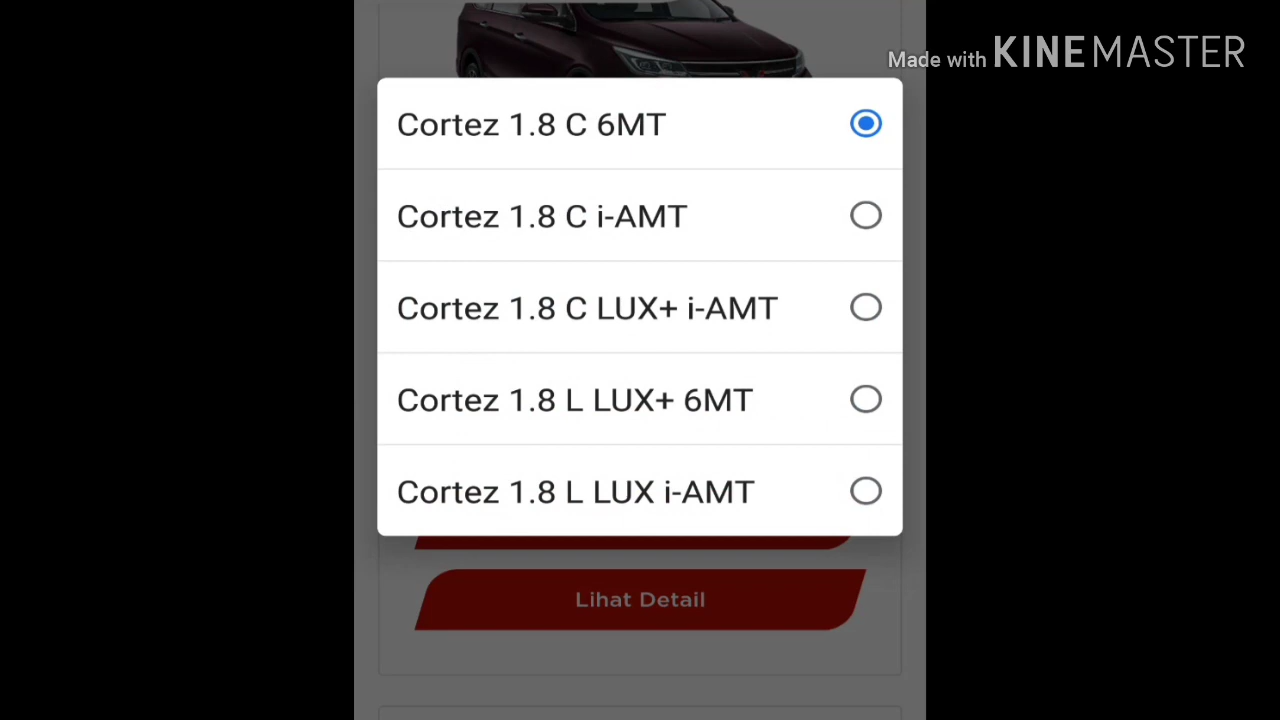 Made with KINEMASTER
Cortez 1.8 C 6MT
Cortez 1.8 C i-AMT
Cortez 1.8 C LUX+ i-AMT
Cortez 1.8 L LUX+ 6MT
Cortez 1.8 L LUX i-AMT
Lihat Detail